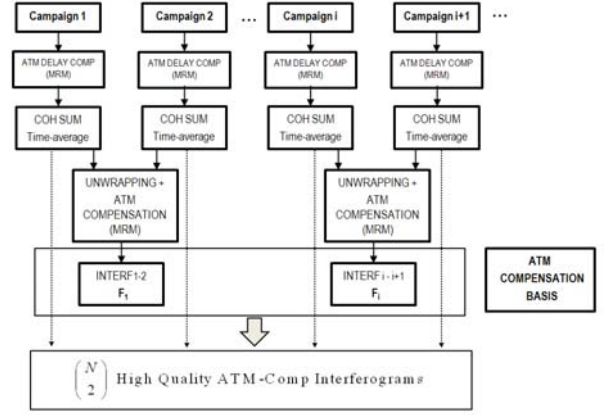 Campaign 1
Campaign 2
...
Campaign i
Campaign i+1
...
ATM DELAY COMP
(MRM)
ATM DELAY COMP
(MRM)
ATM DELAY COMP
(MRM)
ATM DELAY COMP
(MRM)
COH SUM
Time-average
COH SUM
Time-average
COH SUM
Time-average
COH SUM
Time-average
UNWRAPPING +
ATM
COMPENSATION
(MRM)
UNWRAPPING +
ATM
COMPENSATION
(MRM)
INTERF1-2
F1
INTERF i - i+1
Fi
ATM
COMPENSATION
BASIS
(N 2) High Quality ATM-Comp Interferograms